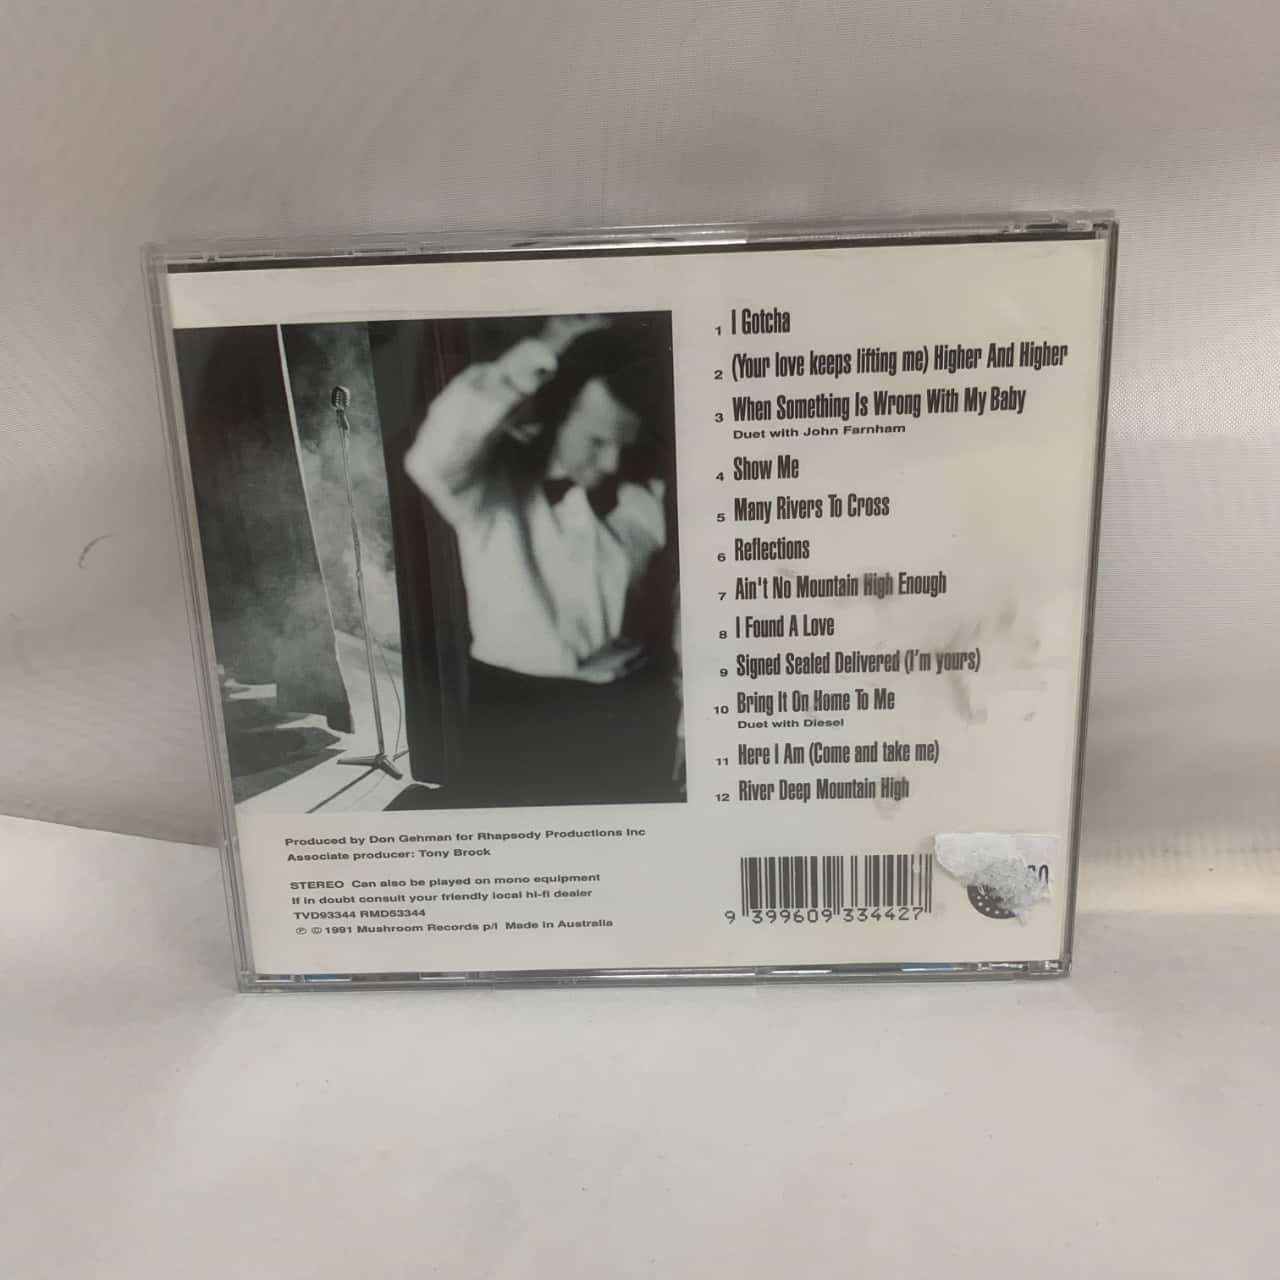 1 I Gotcha
2 (Your love keeps lifting me) Higher And Higher
3 When Something Is Wrong With My Baby
Duet with John Farnham
4 Show Me
5 Many Rivers To Cross
6 Reflections
7 Ain't No Mountain High Enough
8 I Found A Love
9 Signed Sealed Delivered (I'm yours)
10 Bring It On Home To Me
Duet with Diesel
11 Here I Am (Come and take me)
12 River Deep Mountain High
Produced by Don Gehman for Rhapsody Productions Inc
Associate producer: Tony Brock
STEREO Can also be played on mono equipment
If in doubt consult your friendly local hi-fi dealer
TVD93344 RMD53344
℗ © 1991 Mushroom Records p/l Made in Australia
9 399609 334427